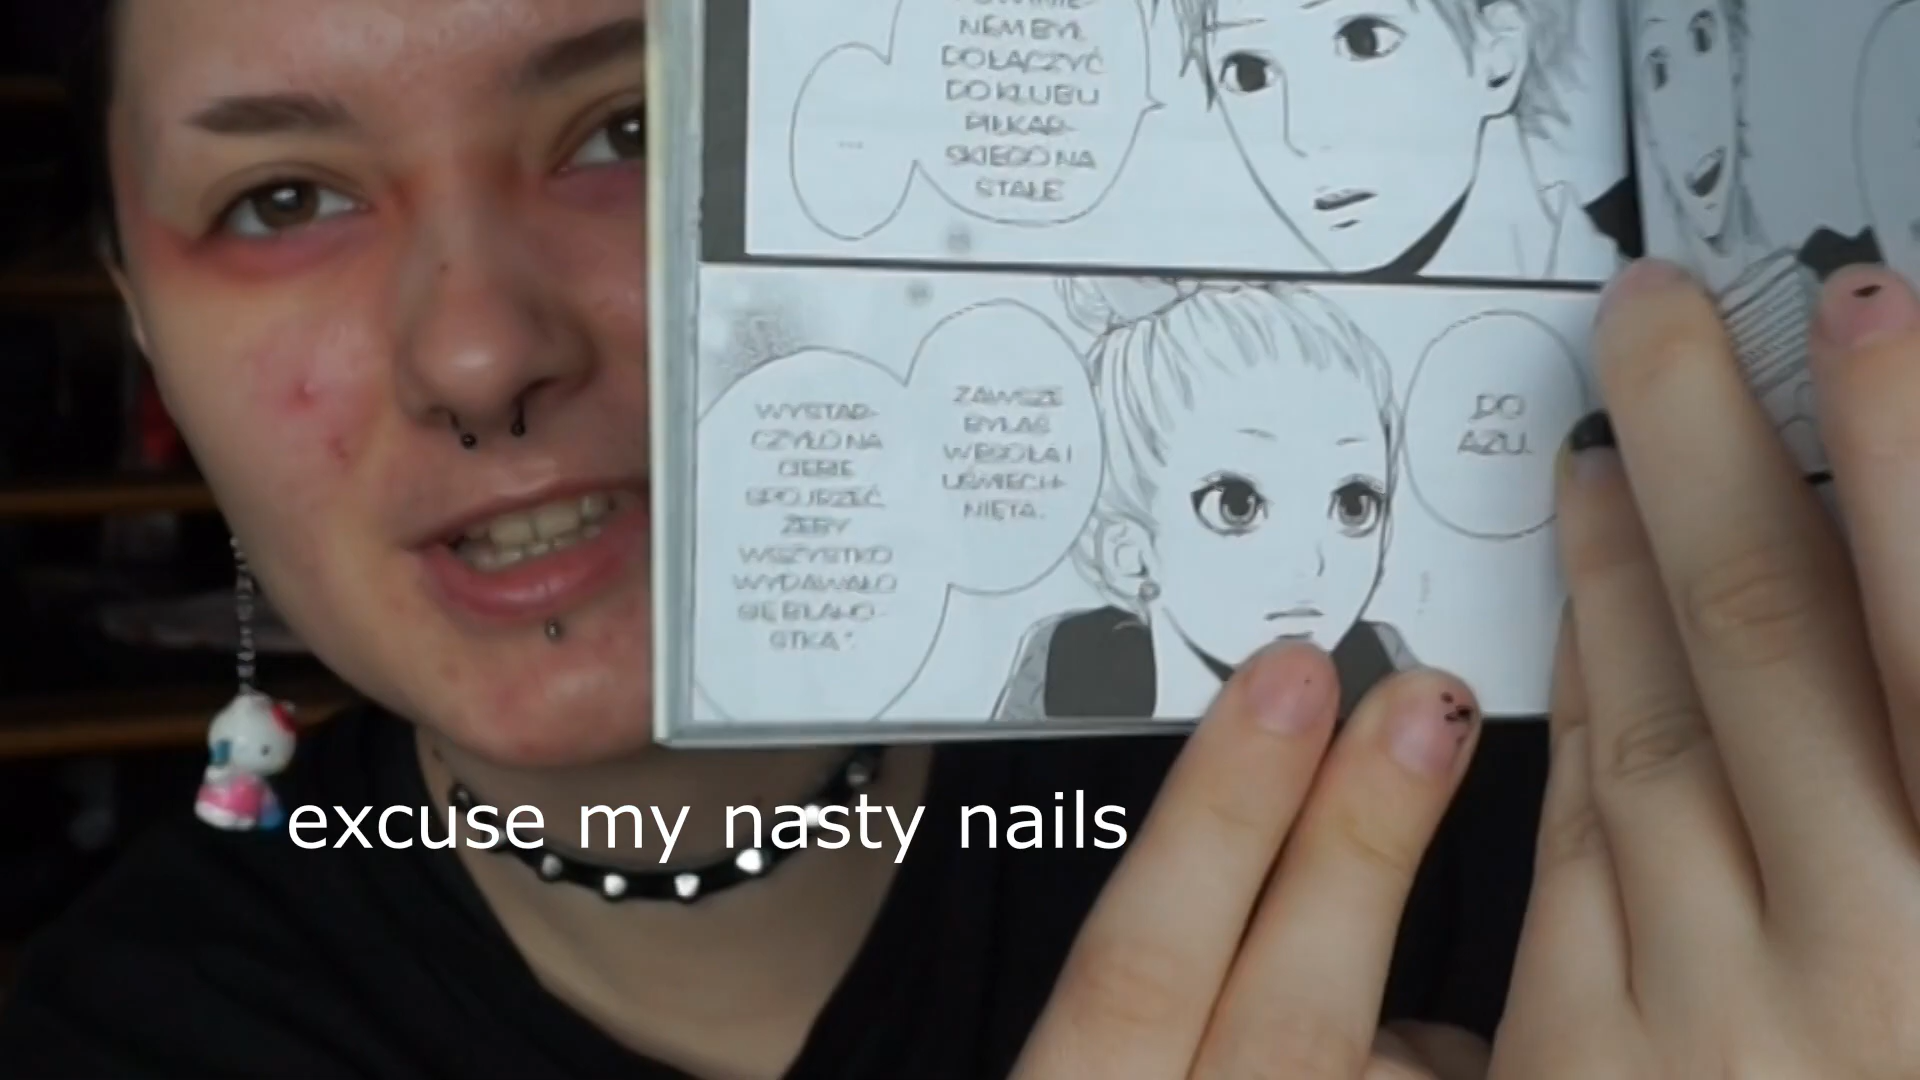 NEM BYŁ
DOŁĄCZYĆ
DO KLUBU
PIŁKAR-
SKIEGO NA
STAŁE
...
DO
AZU.
ZAWSZE
BYŁAŚ
WESOŁA I
UŚMIECH-
NIĘTA.
WYSTAR-
CZYŁO NA
CIEBIE
SPOJRZEĆ
ŻEBY
WSZYSTKO
WYDAWAŁO
SIĘ BŁAHO-
STKĄ".
excuse my nasty nails